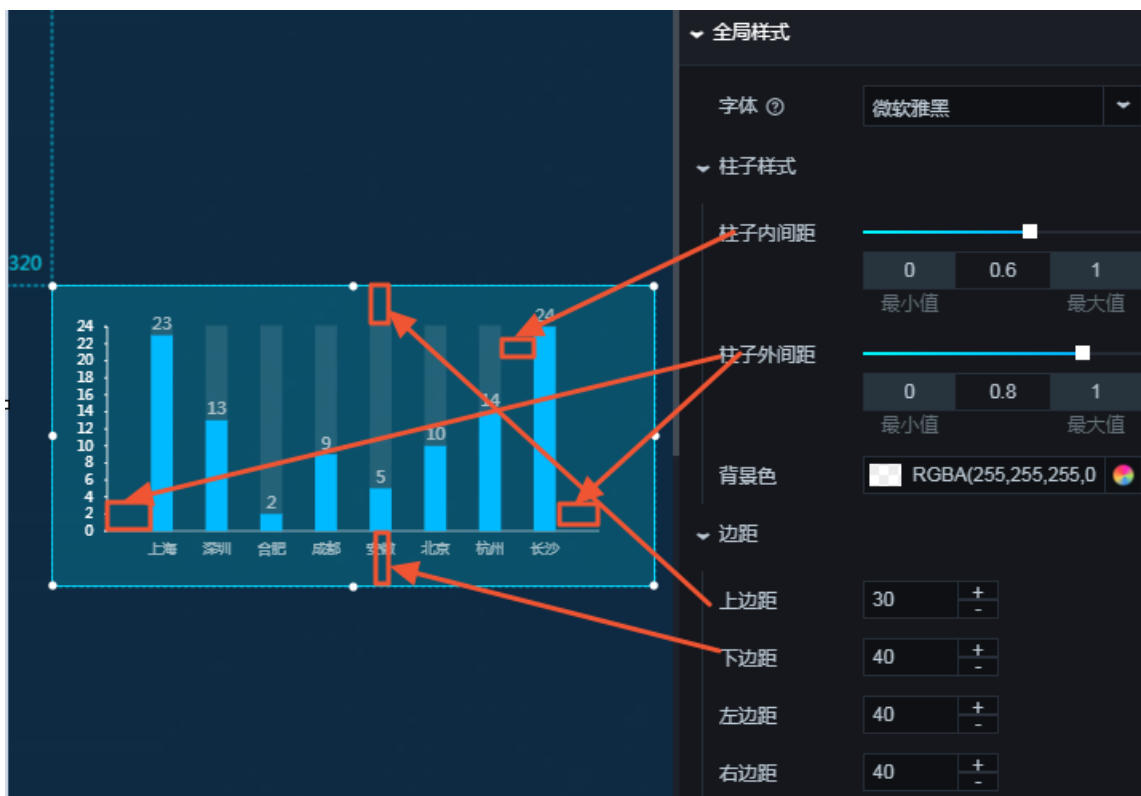 320
24
22
20
18
16
14
12
10
8
6
4
2
0
23
13
2
9
5
10
14
24
上海
深圳
合肥
成都
安徽
北京
杭州
长沙
全局样式
字体
微软雅黑
柱子样式
柱子内间距
0
0.6
1
最小值
最大值
柱子外间距
0
0.8
1
最小值
最大值
背景色
RGBA(255,255,255,0
边距
上边距
30
+
-
下边距
40
+
-
左边距
40
+
-
右边距
40
+
-